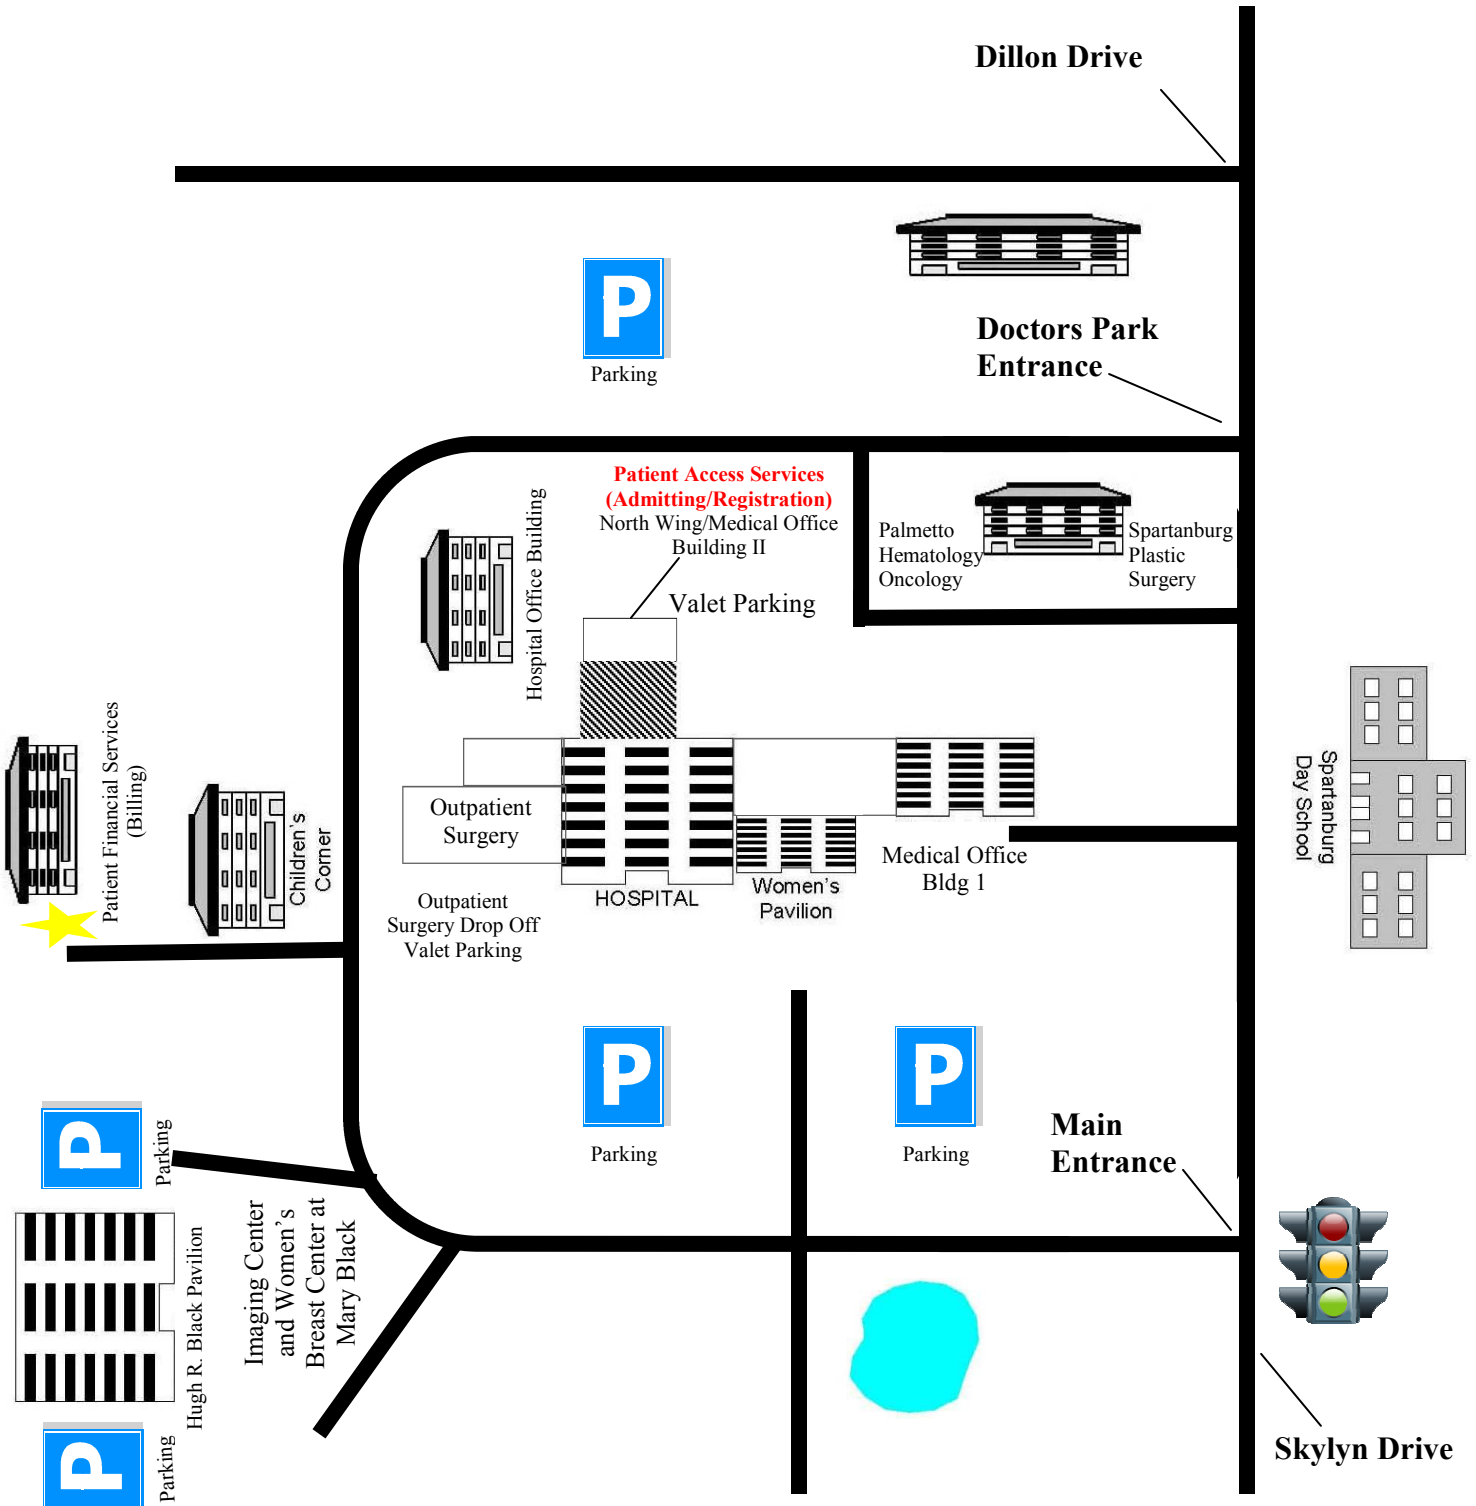 Dillon Drive
P
Parking
Doctors Park
Entrance
Patient Access Services
(Admitting/Registration)
North Wing/Medical Office
Building II
Valet Parking
Hospital Office Building
Palmetto
Hematology
Oncology
Spartanburg
Plastic
Surgery
Patient Financial Services
(Billing)
Children's
Corner
Outpatient
Surgery
Outpatient
Surgery Drop Off
Valet Parking
HOSPITAL
Women's
Pavilion
Medical Office
Bldg 1
Spartanburg
Day School
P
Parking
P
Parking
Main
Entrance
P
Parking
Hugh R. Black Pavilion
Imaging Center
and Women's
Breast Center at
Mary Black
P
Parking
Skylyn Drive